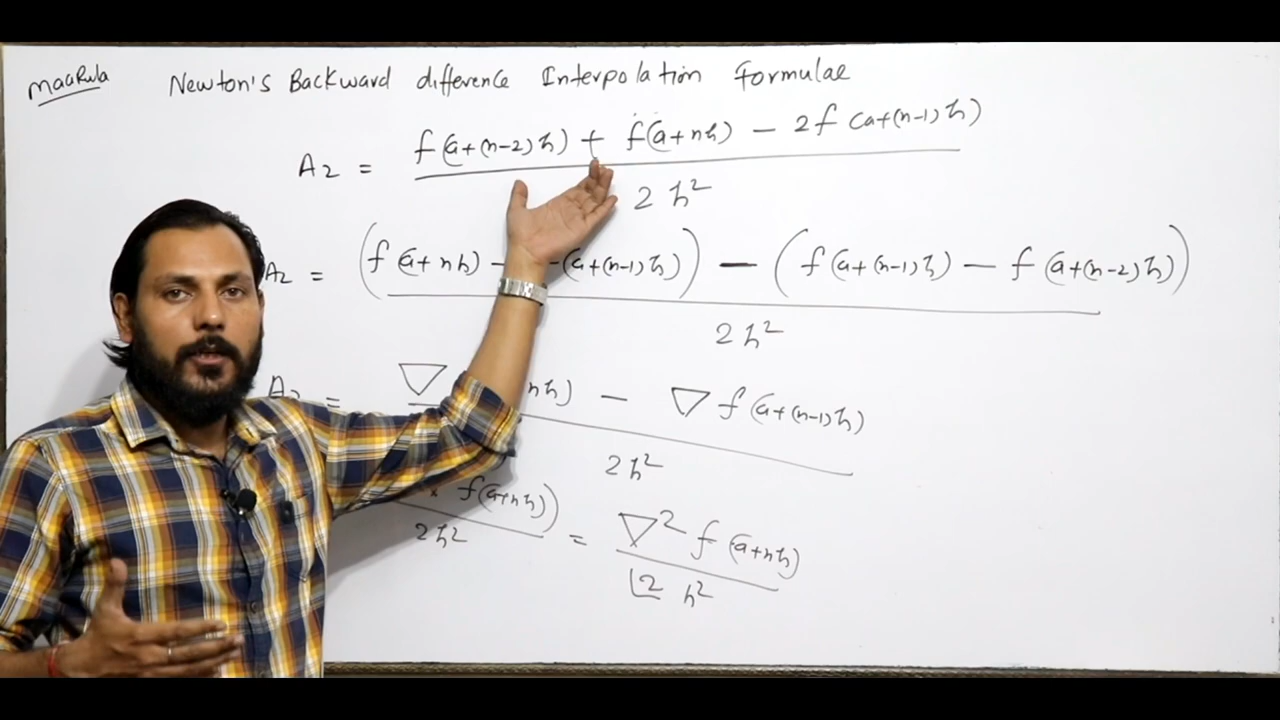 maaRula Newton's Backward difference Interpolation formulae
A2 = f(a+(n-2)h) + f(a+nh) - 2f(a+(n-1)h) / 2h²
A2 = (f(a+nh) - (a+(n-1)h)) - (f(a+(n-1)h) - f(a+(n-2)h)) / 2h²
A2 = ▽ nh) - ▽f(a+(n-1)h) / 2h²
f(a+nh)) / 2h² = ▽² f(a+nh) / ⌊2 h²